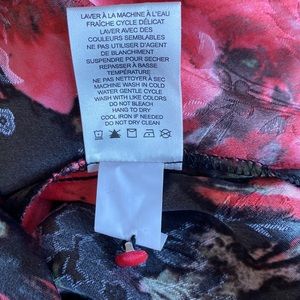 LAVER À LA MACHINE À L'EAU
FRAÎCHE CYCLE DÉLICAT
LAVER AVEC DES
COULEURS SEMBLABLES
NE PAS UTILISER D'AGENT
DE BLANCHIMENT
SUSPENDRE POUR SECHER
REPASSER À BASSE
TEMPÉRATURE
NE PAS NETTOYER À SEC
MACHINE WASH IN COLD
WATER GENTLE CYCLE
WASH WITH LIKE COLORS
DO NOT BLEACH
HANG TO DRY
COOL IRON IF NEEDED
DO NOT DRY CLEAN